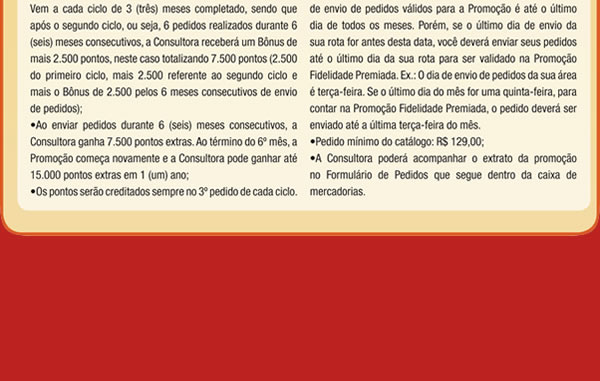 Vem a cada ciclo de 3 (três) meses completado, sendo que
após o segundo ciclo, ou seja, 6 pedidos realizados durante 6
(seis) meses consecutivos, a Consultora receberá um Bônus de
mais 2.500 pontos, neste caso totalizando 7.500 pontos (2.500
do primeiro ciclo, mais 2.500 referente ao segundo ciclo e
mais o Bônus de 2.500 pelos 6 meses consecutivos de envio
de pedidos);
•Ao enviar pedidos durante 6 (seis) meses consecutivos, a
Consultora ganha 7.500 pontos extras. Ao término do 6º mês, a
Promoção começa novamente e a Consultora pode ganhar até
15.000 pontos extras em 1 (um) ano;
•Os pontos serão creditados sempre no 3º pedido de cada ciclo.
de envio de pedidos válidos para a Promoção é até o último
dia de todos os meses. Porém, se o último dia de envio da
sua rota for antes desta data, você deverá enviar seus pedidos
até o último dia da sua rota para ser validado na Promoção
Fidelidade Premiada. Ex.: O dia de envio de pedidos da sua área
é terça-feira. Se o último dia do mês for uma quinta-feira, para
contar na Promoção Fidelidade Premiada, o pedido deverá ser
enviado até a última terça-feira do mês.
•Pedido mínimo do catálogo: R$ 129,00;
•A Consultora poderá acompanhar o extrato da promoção
no Formulário de Pedidos que segue dentro da caixa de
mercadorias.